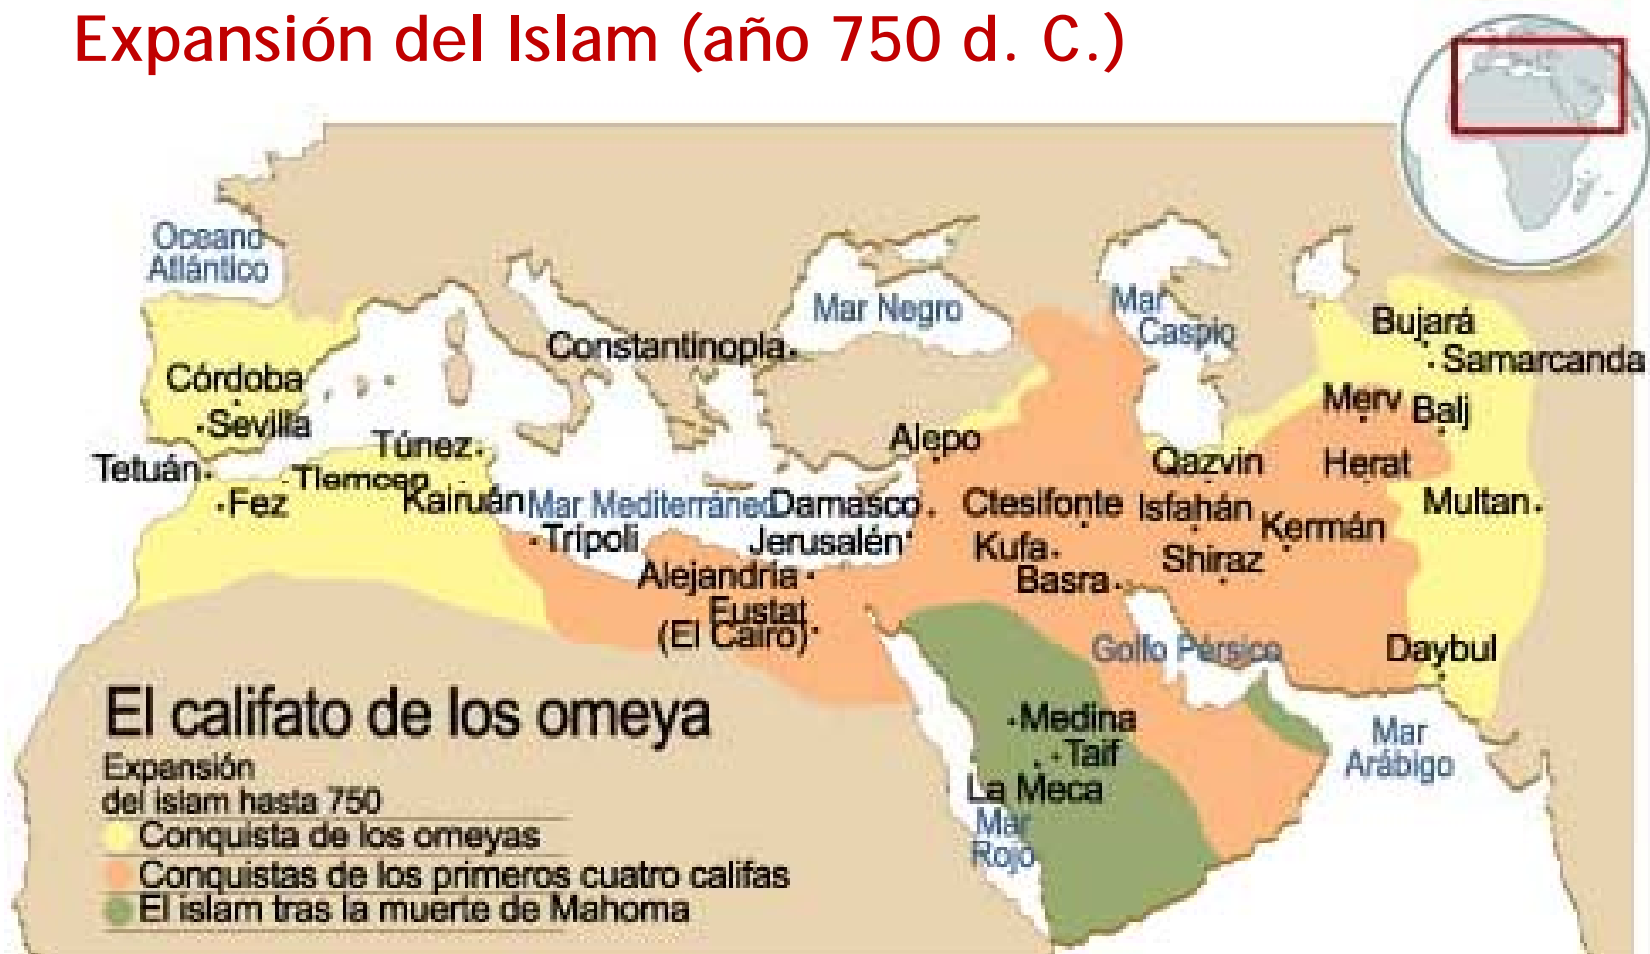 Expansión del Islam (año 750 d. C.)
Oceano
Atlántico
Mar Negro
Mar
Caspio
Bujará
Samarcanda
Constantinopla
Córdoba
Sevilla
Merv
Balj
Túnez
Alepo
Tetuán
Tlemcen
Qazvin
Herat
Fez
Kairuán
Mar Mediterráneo
Damasco
Ctesifonte
Isfahán
Multan
Kermán
Trípoli
Jerusalén
Kufa
Shiraz
Alejandría
Basra
Fustat
(El Cairo)
Golfo Pérsico
Daybul
Medina
Taif
La Meca
Mar
Arábigo
Mar
Rojo
El califato de los omeya
Expansión
del islam hasta 750
Conquista de los omeyas
Conquistas de los primeros cuatro califas
El islam tras la muerte de Mahoma